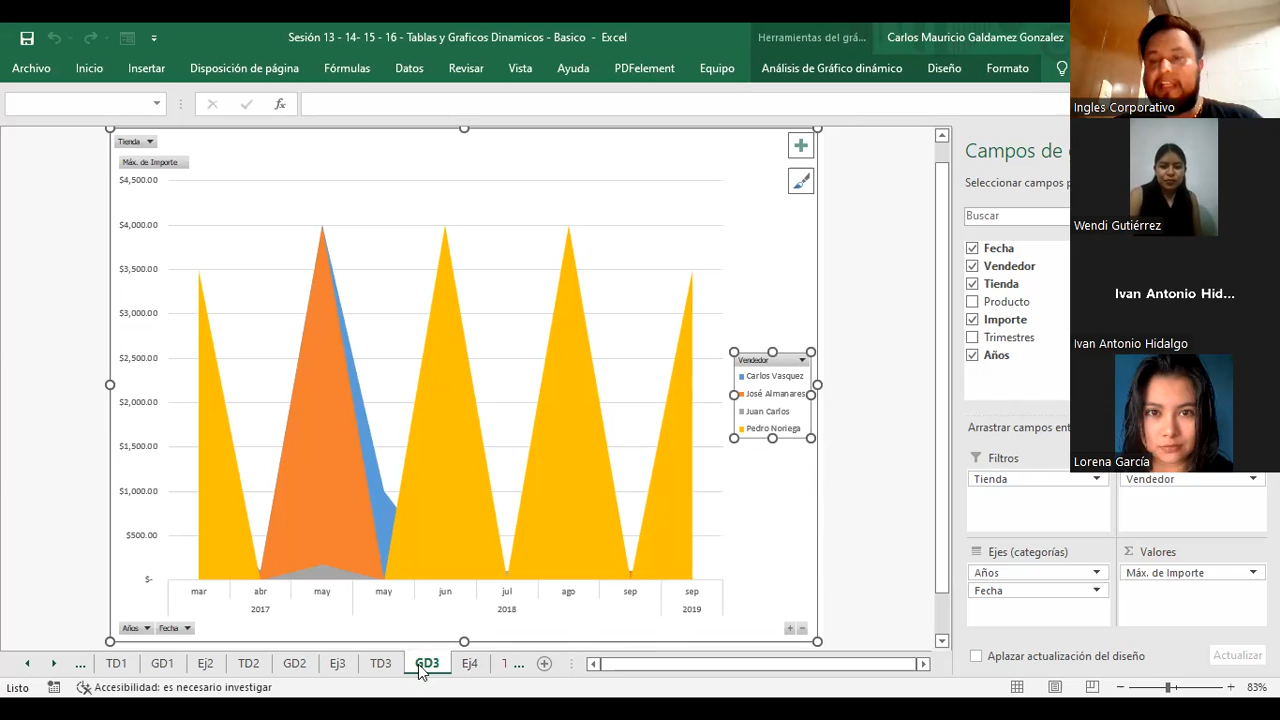 Sesión 13 - 14- 15 - 16 - Tablas y Graficos Dinamicos - Basico - Excel
Herramientas del grá...
Carlos Mauricio Galdamez Gonzalez
Archivo Inicio Insertar Disposición de página Fórmulas Datos Revisar Vista Ayuda PDFelement Equipo Análisis de Gráfico dinámico Diseño Formato
fx
Tienda
Máx. de Importe
$4,500.00
$4,000.00
$3,500.00
$3,000.00
$2,500.00
$2,000.00
$1,500.00
$1,000.00
$500.00
$-
mar abr may may jun jul ago sep sep
2017 2018 2019
Años Fecha
Vendedor
Carlos Vasquez
José Almanares
Juan Carlos
Pedro Noriega
Campos de
Seleccionar campos
Buscar
Fecha
Vendedor
Tienda
Producto
Importe
Trimestres
Años
Arrastrar campos
Filtros
Tienda
Vendedor
Ejes (categorías)
Σ Valores
Años
Fecha
Máx. de Importe
Aplazar actualización del diseño
Actualizar
Ingles Corporativo
Wendi Gutiérrez
Ivan Antonio Hid...
Ivan Antonio Hidalgo
Lorena García
... TD1 GD1 Ej2 TD2 GD2 Ej3 TD3 GD3 Ej4 ...
Listo Accesibilidad: es necesario investigar
83%